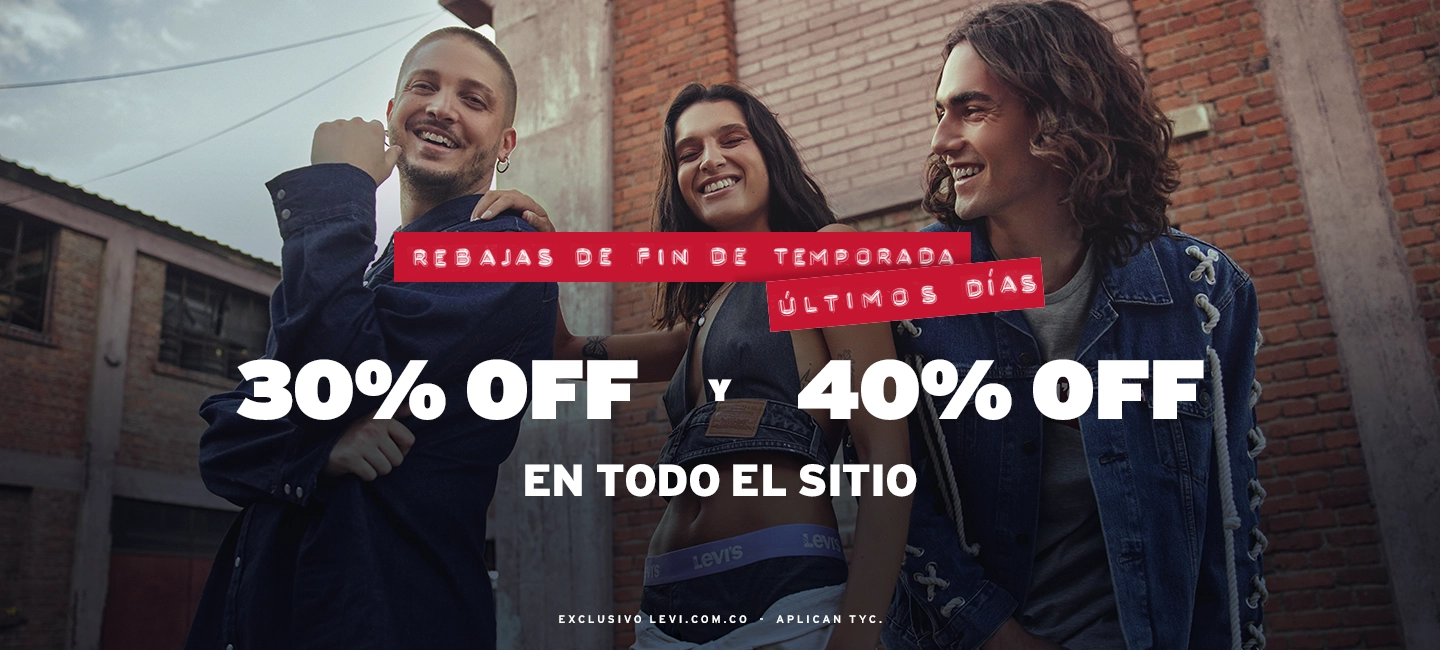 REBAJAS DE FIN DE TEMPORADA
ÚLTIMOS DÍAS
30% OFF Y 40% OFF
EN TODO EL SITIO
Levi's Levi's
EXCLUSIVO LEVI.COM.CO - APLICAN TYC.